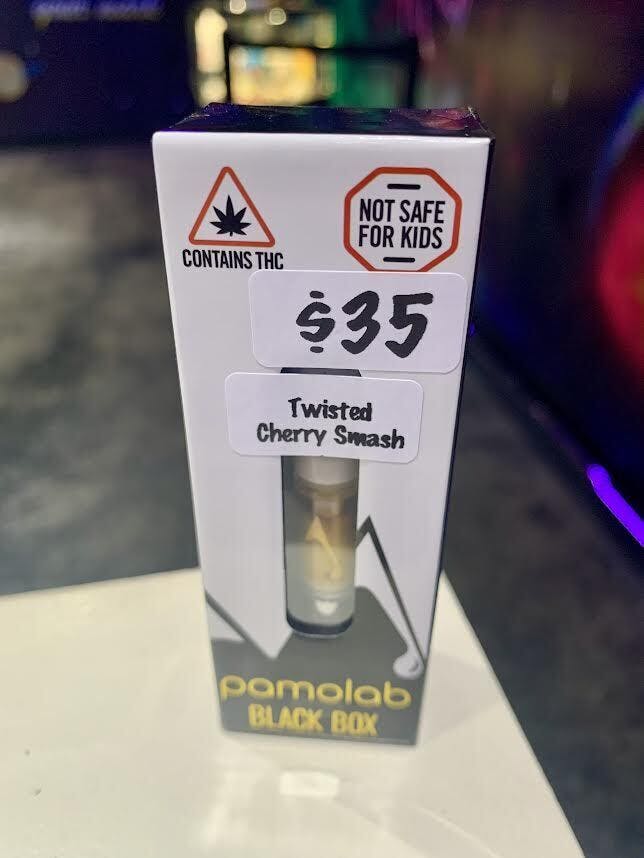 NOT SAFE
FOR KIDS
CONTAINS THC
$35
Twisted
Cherry Smash
pamolab
BLACK BOX